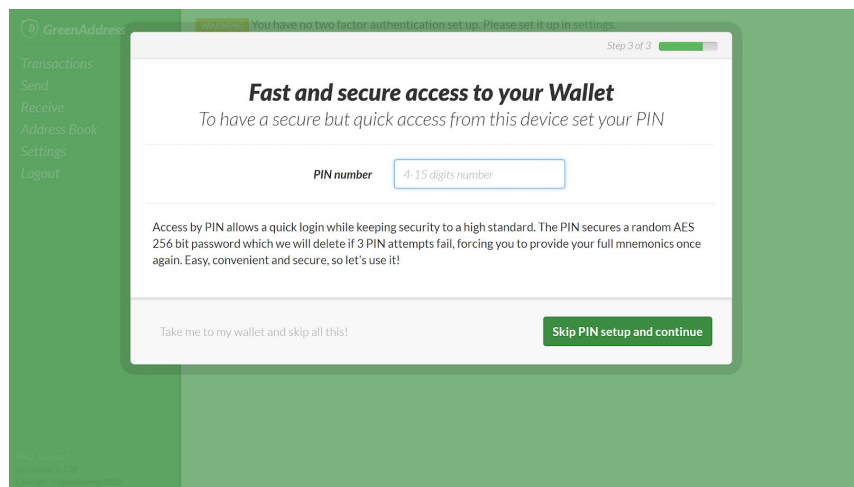 GreenAddress
WARNING You have no two factor authentication set up. Please set it up in settings.
Step 3 of 3
Transactions
Send
Receive
Address Book
Settings
Logout
Fast and secure access to your Wallet
To have a secure but quick access from this device set your PIN
PIN number 4-15 digits number
Access by PIN allows a quick login while keeping security to a high standard. The PIN secures a random AES
256 bit password which we will delete if 3 PIN attempts fail, forcing you to provide your full mnemonics once
again. Easy, convenient and secure, so let's use it!
Take me to my wallet and skip all this! Skip PIN setup and continue